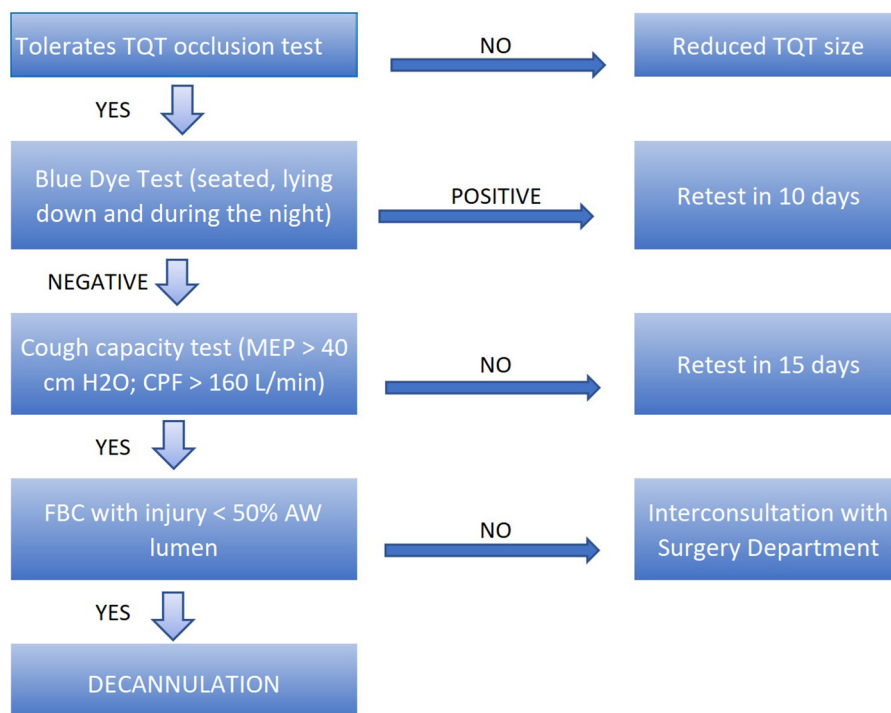 Tolerates TQT occlusion test
NO
Reduced TQT size
YES
Blue Dye Test (seated, lying
down and during the night)
POSITIVE
Retest in 10 days
NEGATIVE
Cough capacity test (MEP > 40
cm H2O; CPF > 160 L/min)
NO
Retest in 15 days
YES
FBC with injury < 50% AW
lumen
NO
Interconsultation with
Surgery Department
YES
DECANNULATION